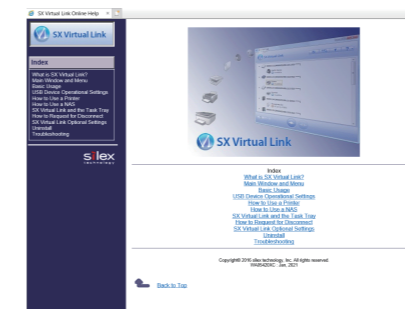 SX Virtual Link Online Help
SX Virtual Link
Index
What is SX Virtual Link?
Main Window and Menu
Basic Usage
USB Device Operational Settings
How to Use a Printer
How to Use a NAS
SX Virtual Link and the Task Tray
How to Request for Disconnect
SX Virtual Link Optional Settings
Uninstall
Troubleshooting
silex
technology
SX Virtual Link
Index
What is SX Virtual Link?
Main Window and Menu
Basic Usage
USB Device Operational Settings
How to Use a Printer
How to Use a NAS
SX Virtual Link and the Task Tray
How to Request for Disconnect
SX Virtual Link Optional Settings
Uninstall
Troubleshooting
Copyright© 2016 silex technology, Inc. All rights reserved.
Jan, 2021
Back to Top